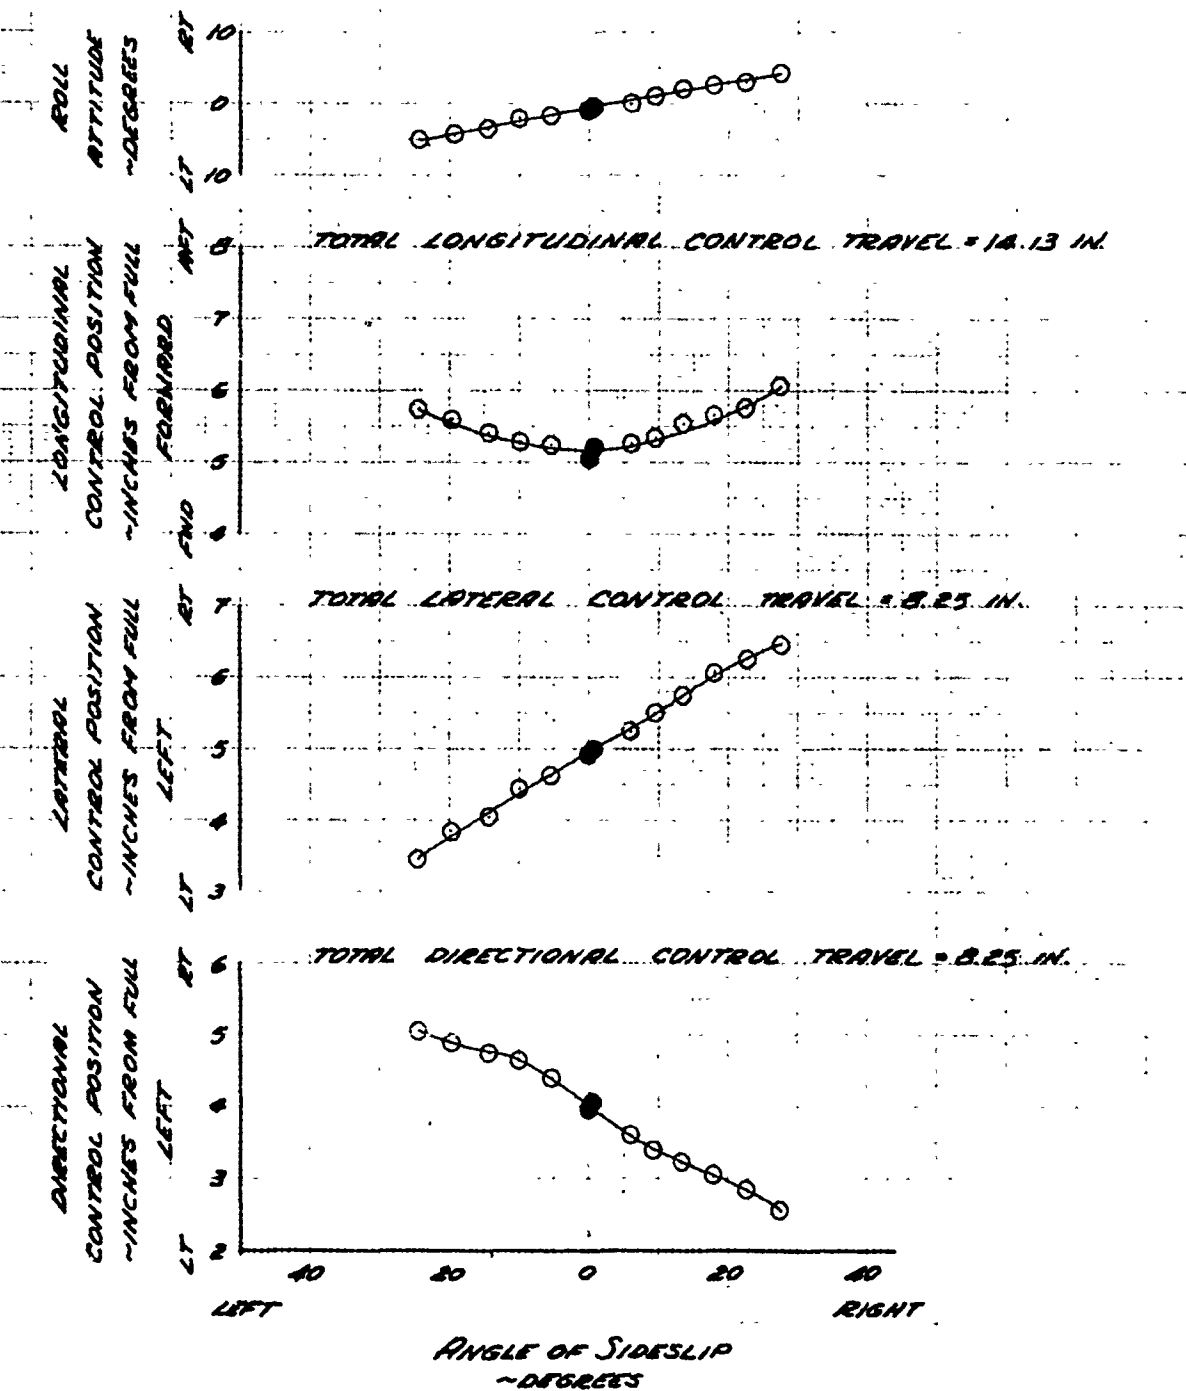 ROLL
ATTITUDE
~DEGREES
LT RT
10
0
10
LONGITUDINAL
CONTROL POSITION
~INCHES FROM FULL
FORWARD
FWD AFT
8
7
6
5
4
TOTAL LONGITUDINAL CONTROL TRAVEL = 14.13 IN.
LATERAL
CONTROL POSITION
~INCHES FROM FULL
LEFT
LT RT
7
6
5
4
3
TOTAL LATERAL CONTROL TRAVEL = 8.25 IN.
DIRECTIONAL
CONTROL POSITION
~INCHES FROM FULL
LEFT
LT RT
6
5
4
3
2
TOTAL DIRECTIONAL CONTROL TRAVEL = 8.25 IN.
40 20 0 20 40
LEFT RIGHT
ANGLE OF SIDESLIP
~DEGREES